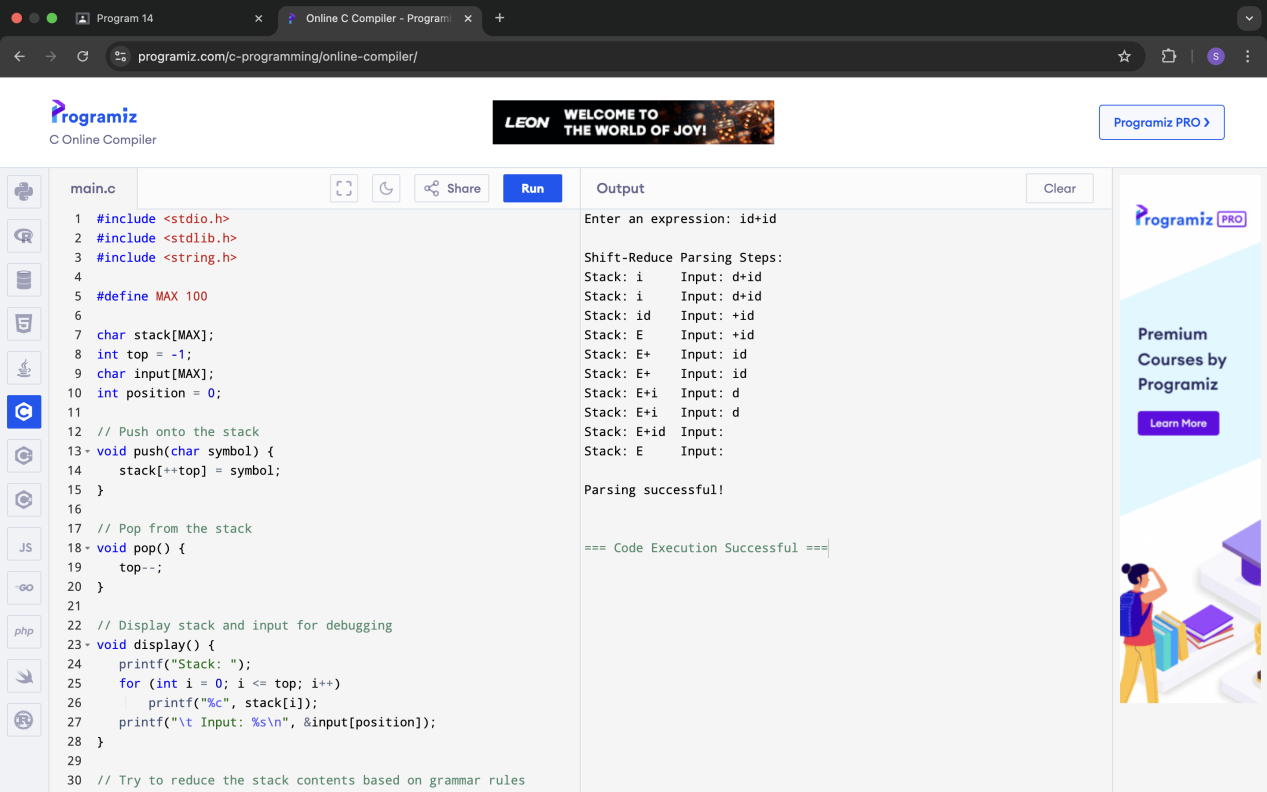 Program 14
Online C Compiler - Programi
programiz.com/c-programming/online-compiler/
S
Programiz
C Online Compiler
LEON
WELCOME TO
THE WORLD OF JOY!
Programiz PRO
main.c
Share
Run
Output
Clear
1 #include <stdio.h>
2 #include <stdlib.h>
3 #include <string.h>
4
5 #define MAX 100
6
7 char stack[MAX];
8 int top = -1;
9 char input[MAX];
10 int position = 0;
11
12 // Push onto the stack
13 void push(char symbol) {
14     stack[++top] = symbol;
15 }
16
17 // Pop from the stack
18 void pop() {
19     top--;
20 }
21
22 // Display stack and input for debugging
23 void display() {
24     printf("Stack: ");
25     for (int i = 0; i <= top; i++)
26         printf("%c", stack[i]);
27     printf("\t Input: %s\n", &input[position]);
28 }
29
30 // Try to reduce the stack contents based on grammar rules
Enter an expression: id+id
Shift-Reduce Parsing Steps:
Stack: i     Input: d+id
Stack: i     Input: d+id
Stack: id    Input: +id
Stack: E     Input: +id
Stack: E+    Input: id
Stack: E+    Input: id
Stack: E+i   Input: d
Stack: E+i   Input: d
Stack: E+id  Input:
Stack: E     Input:
Parsing successful!
=== Code Execution Successful ===
Programiz PRO
Premium
Courses by
Programiz
Learn More
JS
GO
php